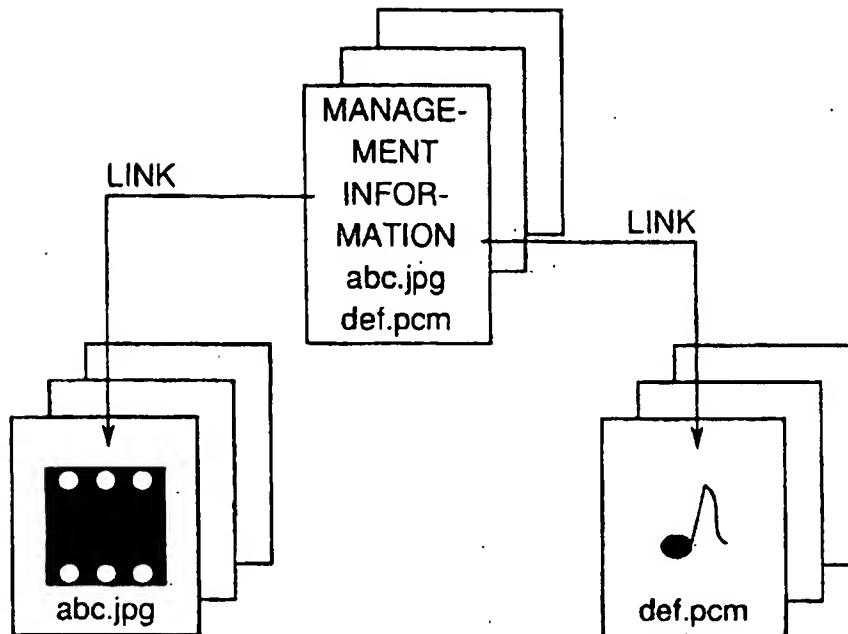 MANAGE-
MENT
INFOR-
MATION
abc.jpg
def.pcm
LINK
LINK
abc.jpg
def.pcm